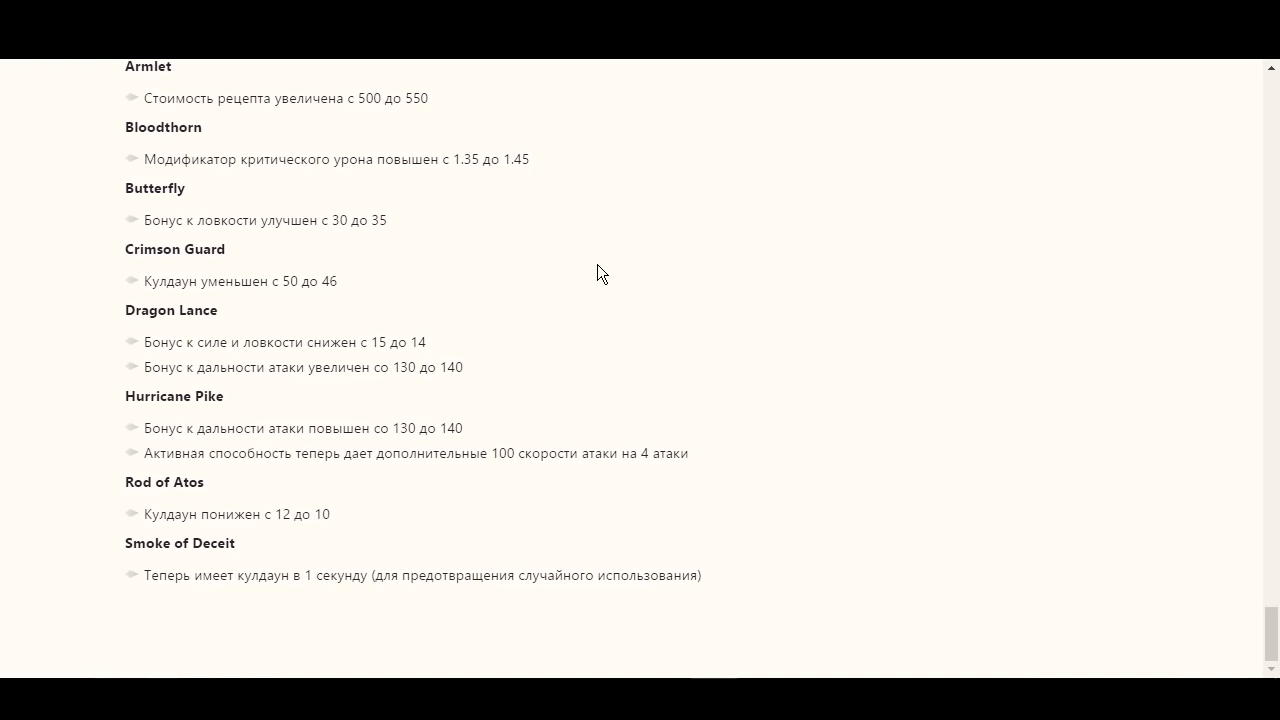 Armlet
Стоимость рецепта увеличена с 500 до 550
Bloodthorn
Модификатор критического урона повышен с 1.35 до 1.45
Butterfly
Бонус к ловкости улучшен с 30 до 35
Crimson Guard
Кулдаун уменьшен с 50 до 46
Dragon Lance
Бонус к силе и ловкости снижен с 15 до 14
Бонус к дальности атаки увеличен со 130 до 140
Hurricane Pike
Бонус к дальности атаки повышен со 130 до 140
Активная способность теперь дает дополнительные 100 скорости атаки на 4 атаки
Rod of Atos
Кулдаун понижен с 12 до 10
Smoke of Deceit
Теперь имеет кулдаун в 1 секунду (для предотвращения случайного использования)